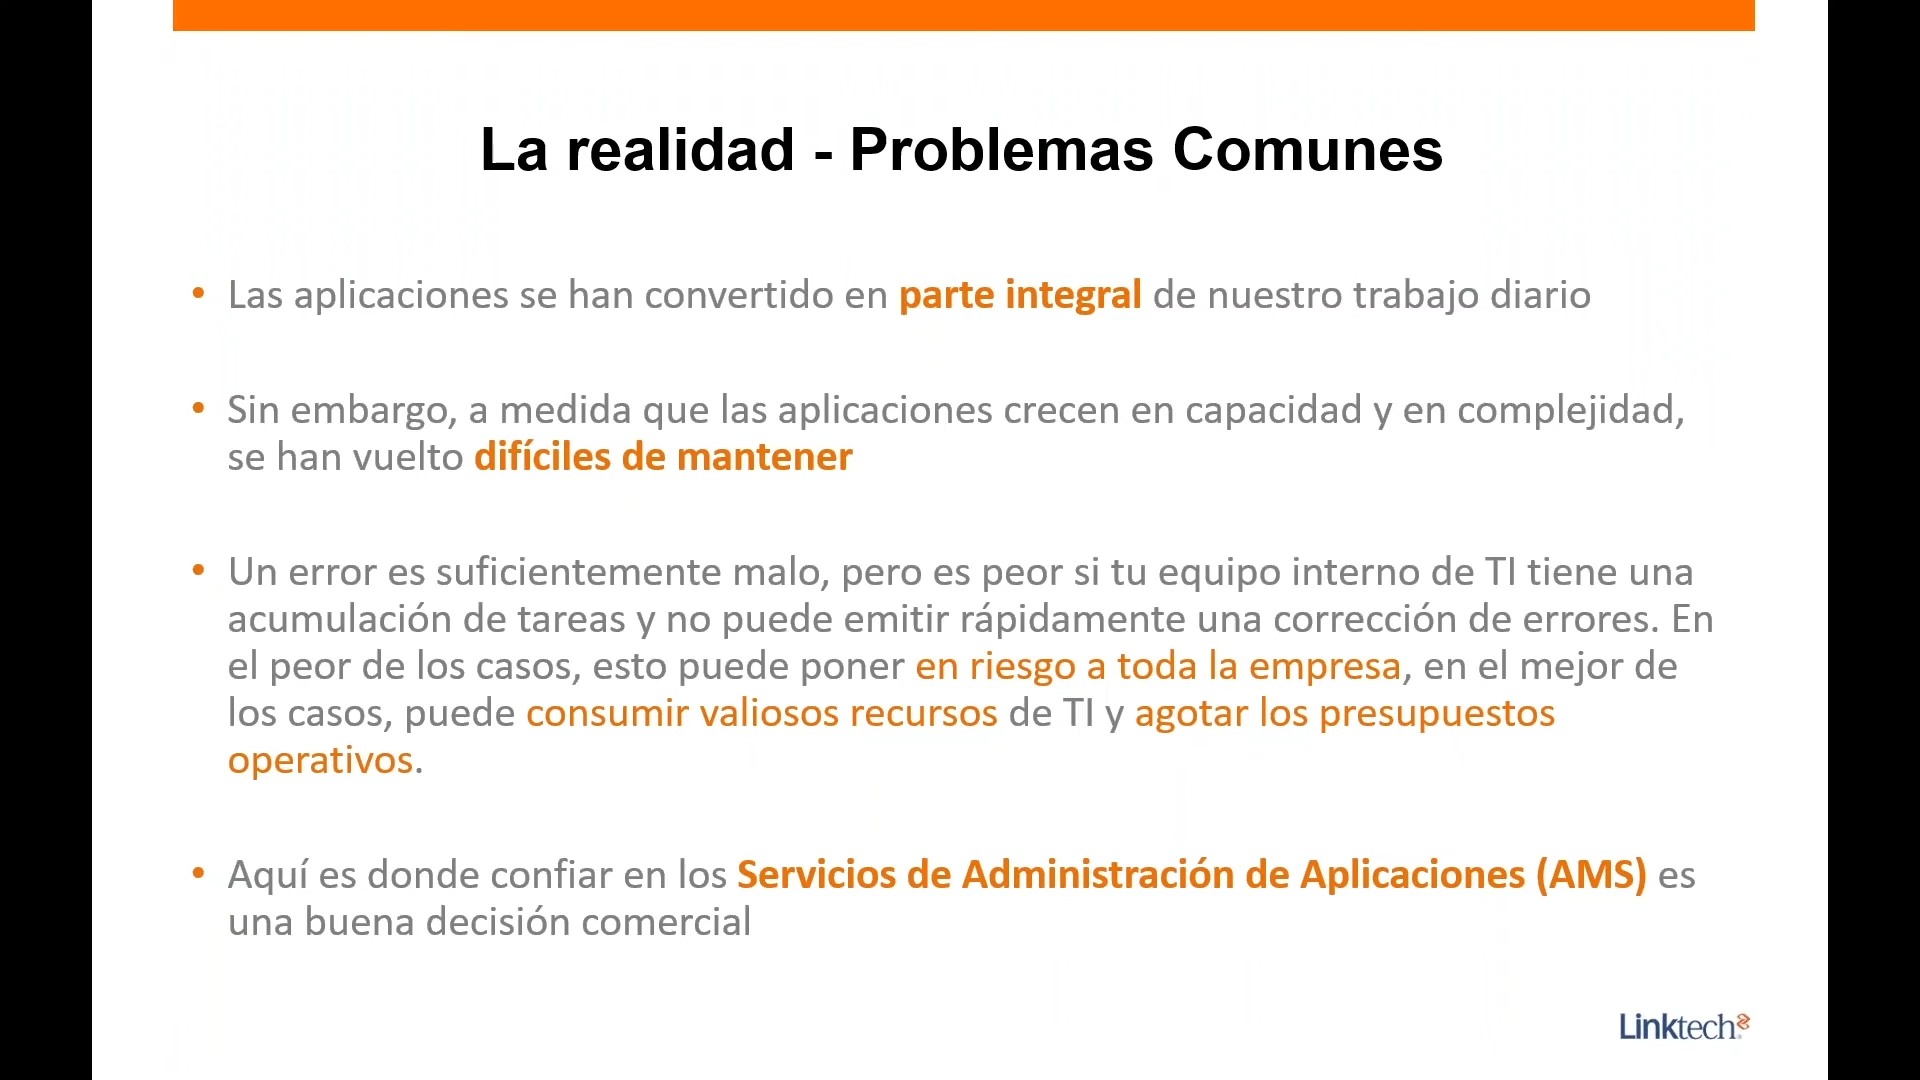 La realidad - Problemas Comunes
• Las aplicaciones se han convertido en parte integral de nuestro trabajo diario
• Sin embargo, a medida que las aplicaciones crecen en capacidad y en complejidad,
se han vuelto difíciles de mantener
• Un error es suficientemente malo, pero es peor si tu equipo interno de TI tiene una
acumulación de tareas y no puede emitir rápidamente una corrección de errores. En
el peor de los casos, esto puede poner en riesgo a toda la empresa, en el mejor de
los casos, puede consumir valiosos recursos de TI y agotar los presupuestos
operativos.
• Aquí es donde confiar en los Servicios de Administración de Aplicaciones (AMS) es
una buena decisión comercial
Linktech